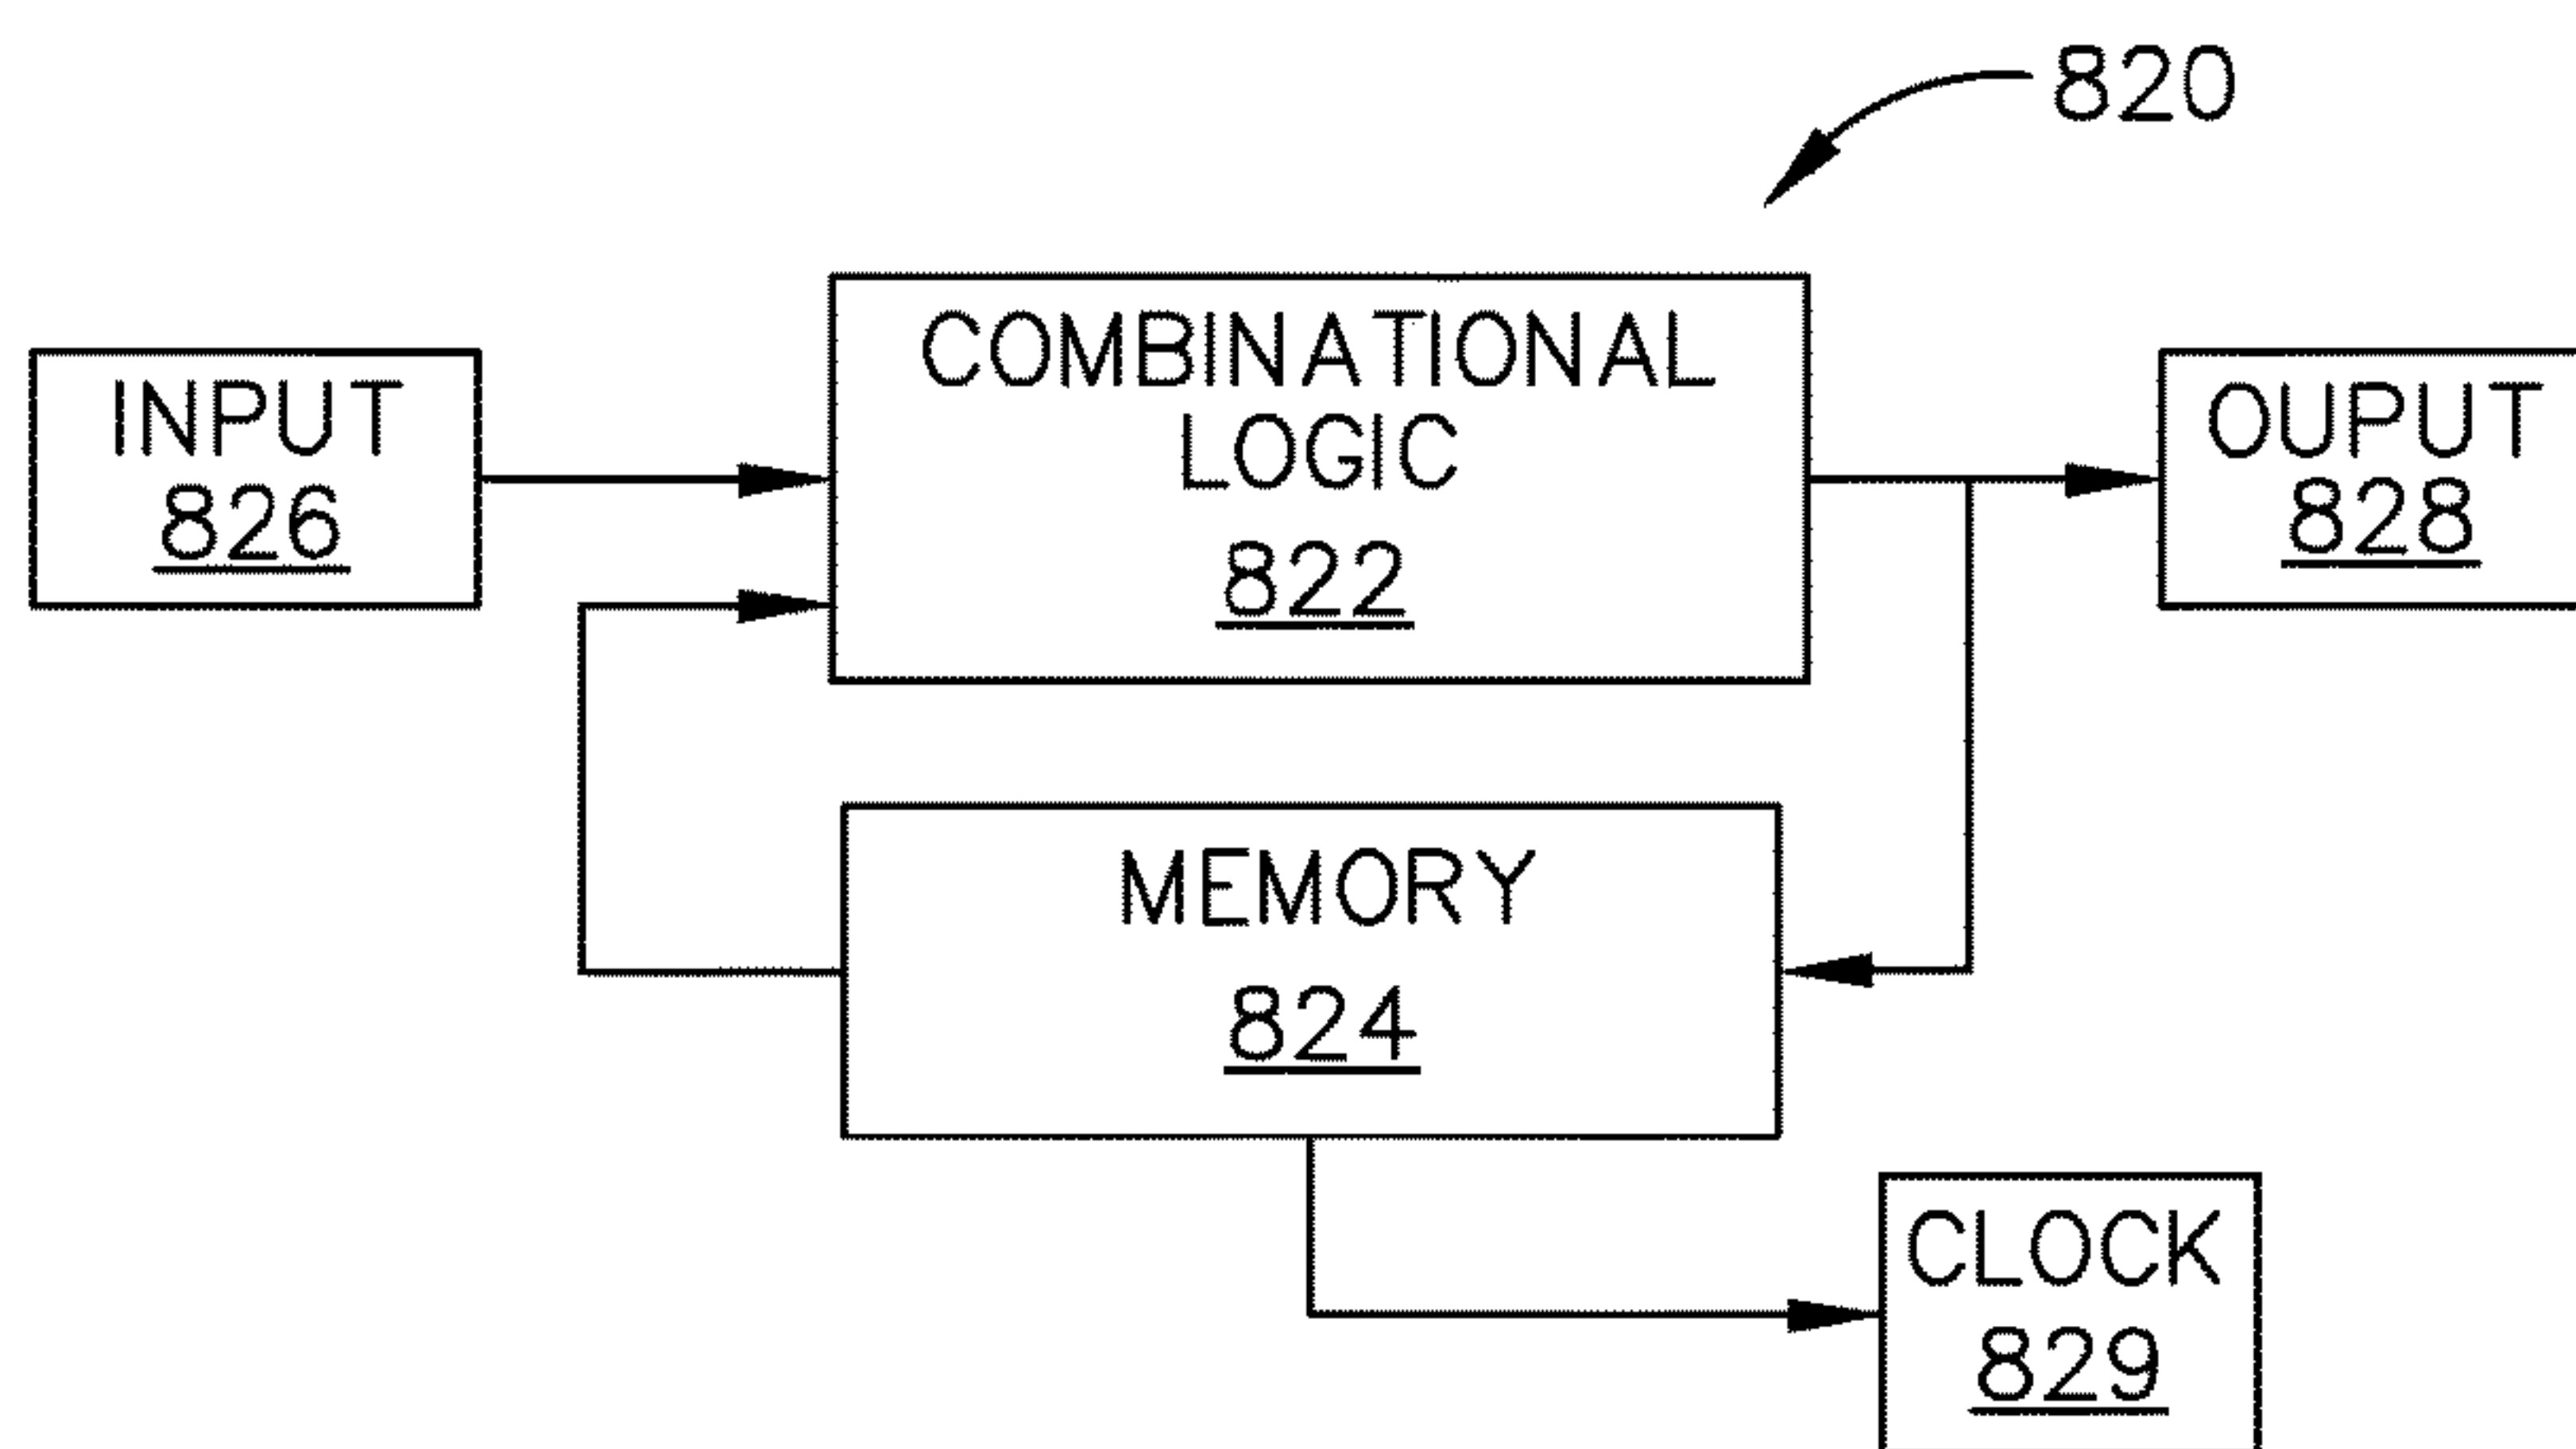 820
COMBINATIONAL
LOGIC
822
INPUT
826
OUPUT
828
MEMORY
824
CLOCK
829